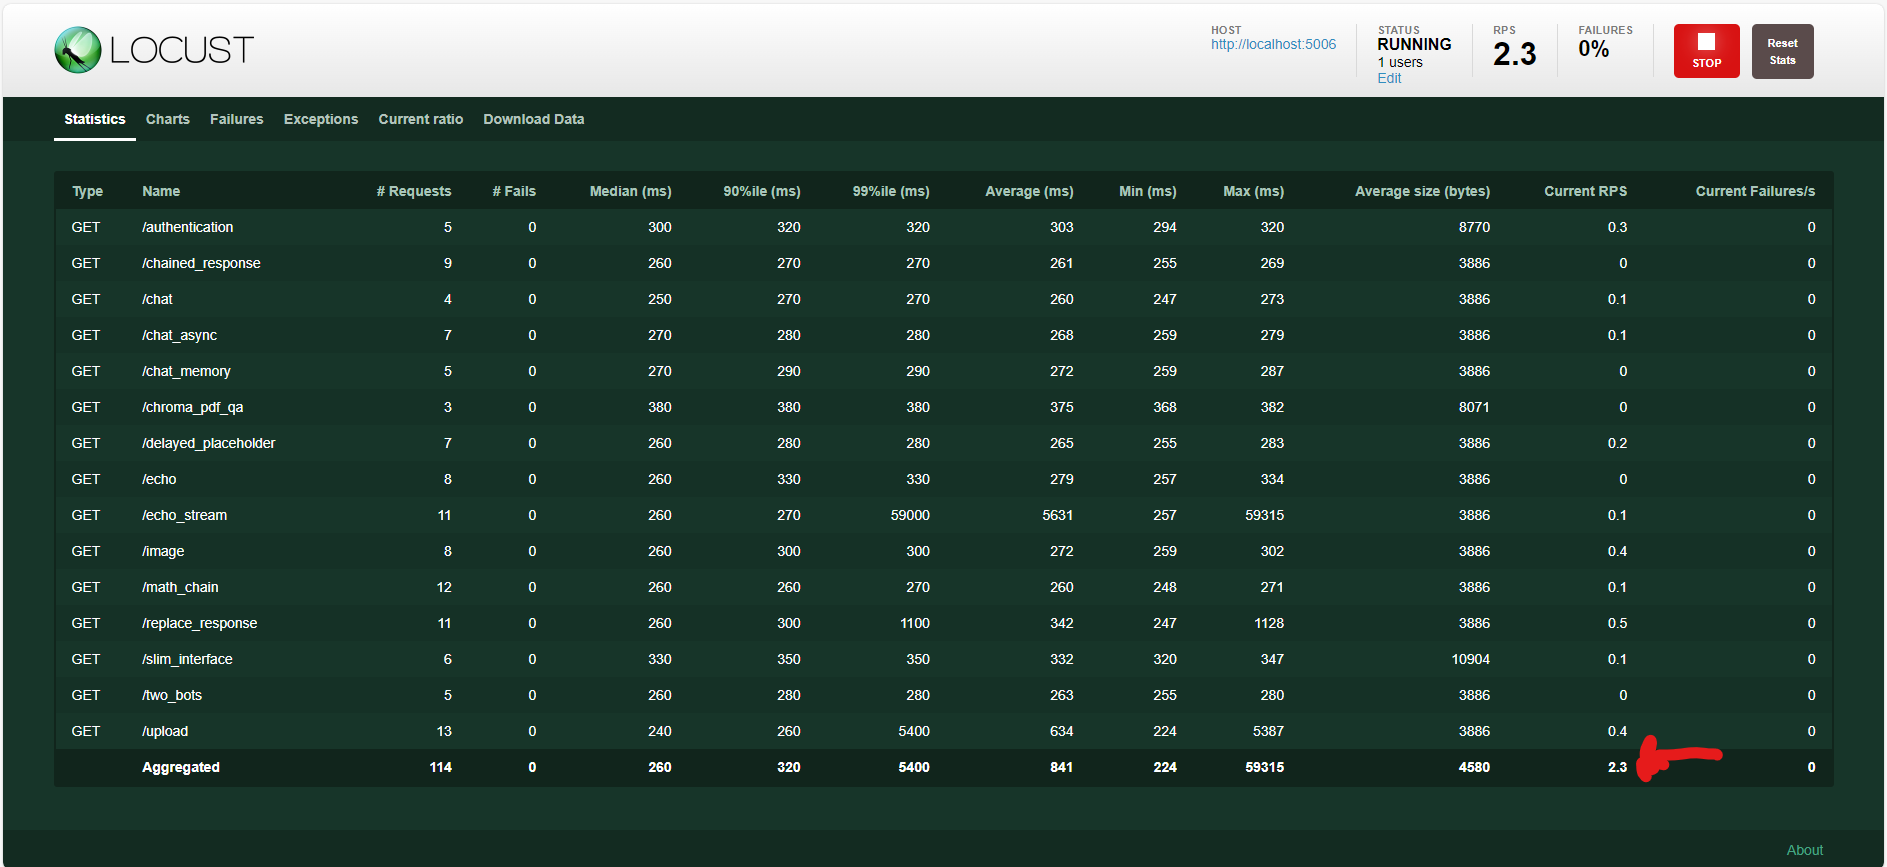 LOCUST
HOST
http://localhost:5006
STATUS
RUNNING
1 users
Edit
RPS
2.3
FAILURES
0%
STOP
Reset
Stats
Statistics Charts Failures Exceptions Current ratio Download Data
Type Name # Requests # Fails Median (ms) 90%ile (ms) 99%ile (ms) Average (ms) Min (ms) Max (ms) Average size (bytes) Current RPS Current Failures/s
GET /authentication 5 0 300 320 320 303 294 320 8770 0.3 0
GET /chained_response 9 0 260 270 270 261 255 269 3886 0 0
GET /chat 4 0 250 270 270 260 247 273 3886 0.1 0
GET /chat_async 7 0 270 280 280 268 259 279 3886 0.1 0
GET /chat_memory 5 0 270 290 290 272 259 287 3886 0 0
GET /chroma_pdf_qa 3 0 380 380 380 375 368 382 8071 0 0
GET /delayed_placeholder 7 0 260 280 280 265 255 283 3886 0.2 0
GET /echo 8 0 260 330 330 279 257 334 3886 0 0
GET /echo_stream 11 0 260 270 59000 5631 257 59315 3886 0.1 0
GET /image 8 0 260 300 300 272 259 302 3886 0.4 0
GET /math_chain 12 0 260 260 270 260 248 271 3886 0.1 0
GET /replace_response 11 0 260 300 1100 342 247 1128 3886 0.5 0
GET /slim_interface 6 0 330 350 350 332 320 347 10904 0.1 0
GET /two_bots 5 0 260 280 280 263 255 280 3886 0 0
GET /upload 13 0 240 260 5400 634 224 5387 3886 0.4 0
Aggregated 114 0 260 320 5400 841 224 59315 4580 2.3 0
About